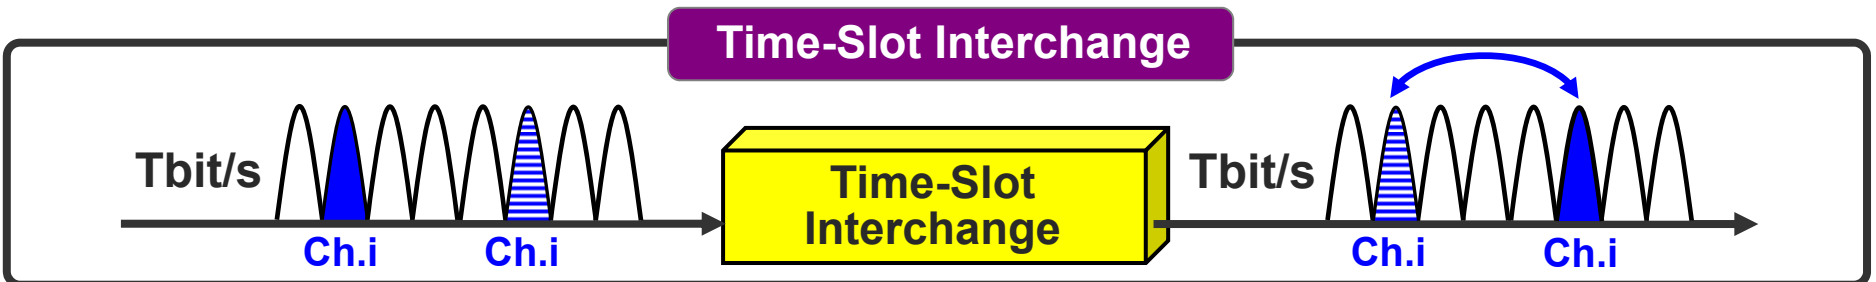 Time-Slot Interchange
Tbit/s
Ch.i
Ch.i
Time-Slot
Interchange
Tbit/s
Ch.i
Ch.i